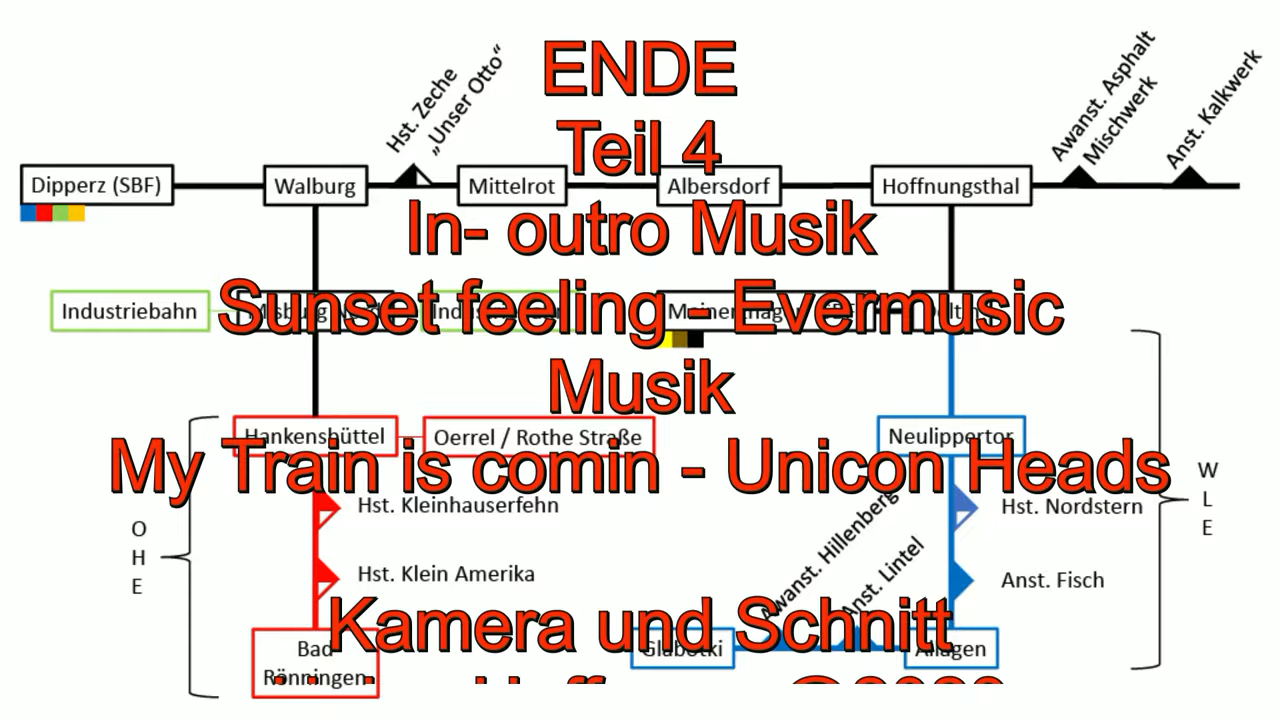 ENDE
Teil 4
In- outro Musik
Sunset feeling - Evermusic
Musik
My Train is comin - Unicon Heads
Kamera und Schnitt
Hst. Zeche
„Unser Otto“
Awanst. Asphalt
Mischwerk
Anst. Kalkwerk
Dipperz (SBF)
Walburg
Mittelrot
Albersdorf
Hoffnungsthal
Industriebahn
Hankensbüttel
Oerrel / Rothe Straße
Neulippertor
Hst. Kleinhauserfehn
Hst. Nordstern
W
L
E
O
H
E
Hst. Klein Amerika
Awanst. Hillenberg
Anst. Lintel
Anst. Fisch
Bad
Rönningen
Glabotki
Allagen